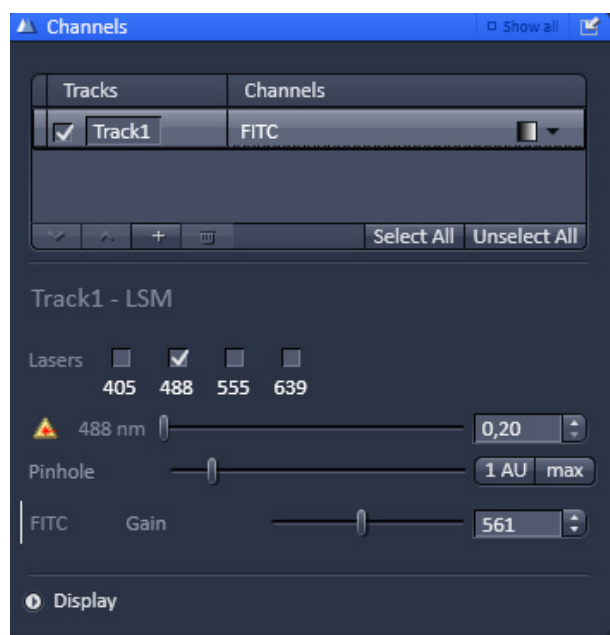 Channels Show all
Tracks Channels
Track1 FITC
Select All Unselect All
Track1 - LSM
Lasers
405 488 555 639
488 nm 0,20
Pinhole 1 AU max
FITC Gain 561
Display